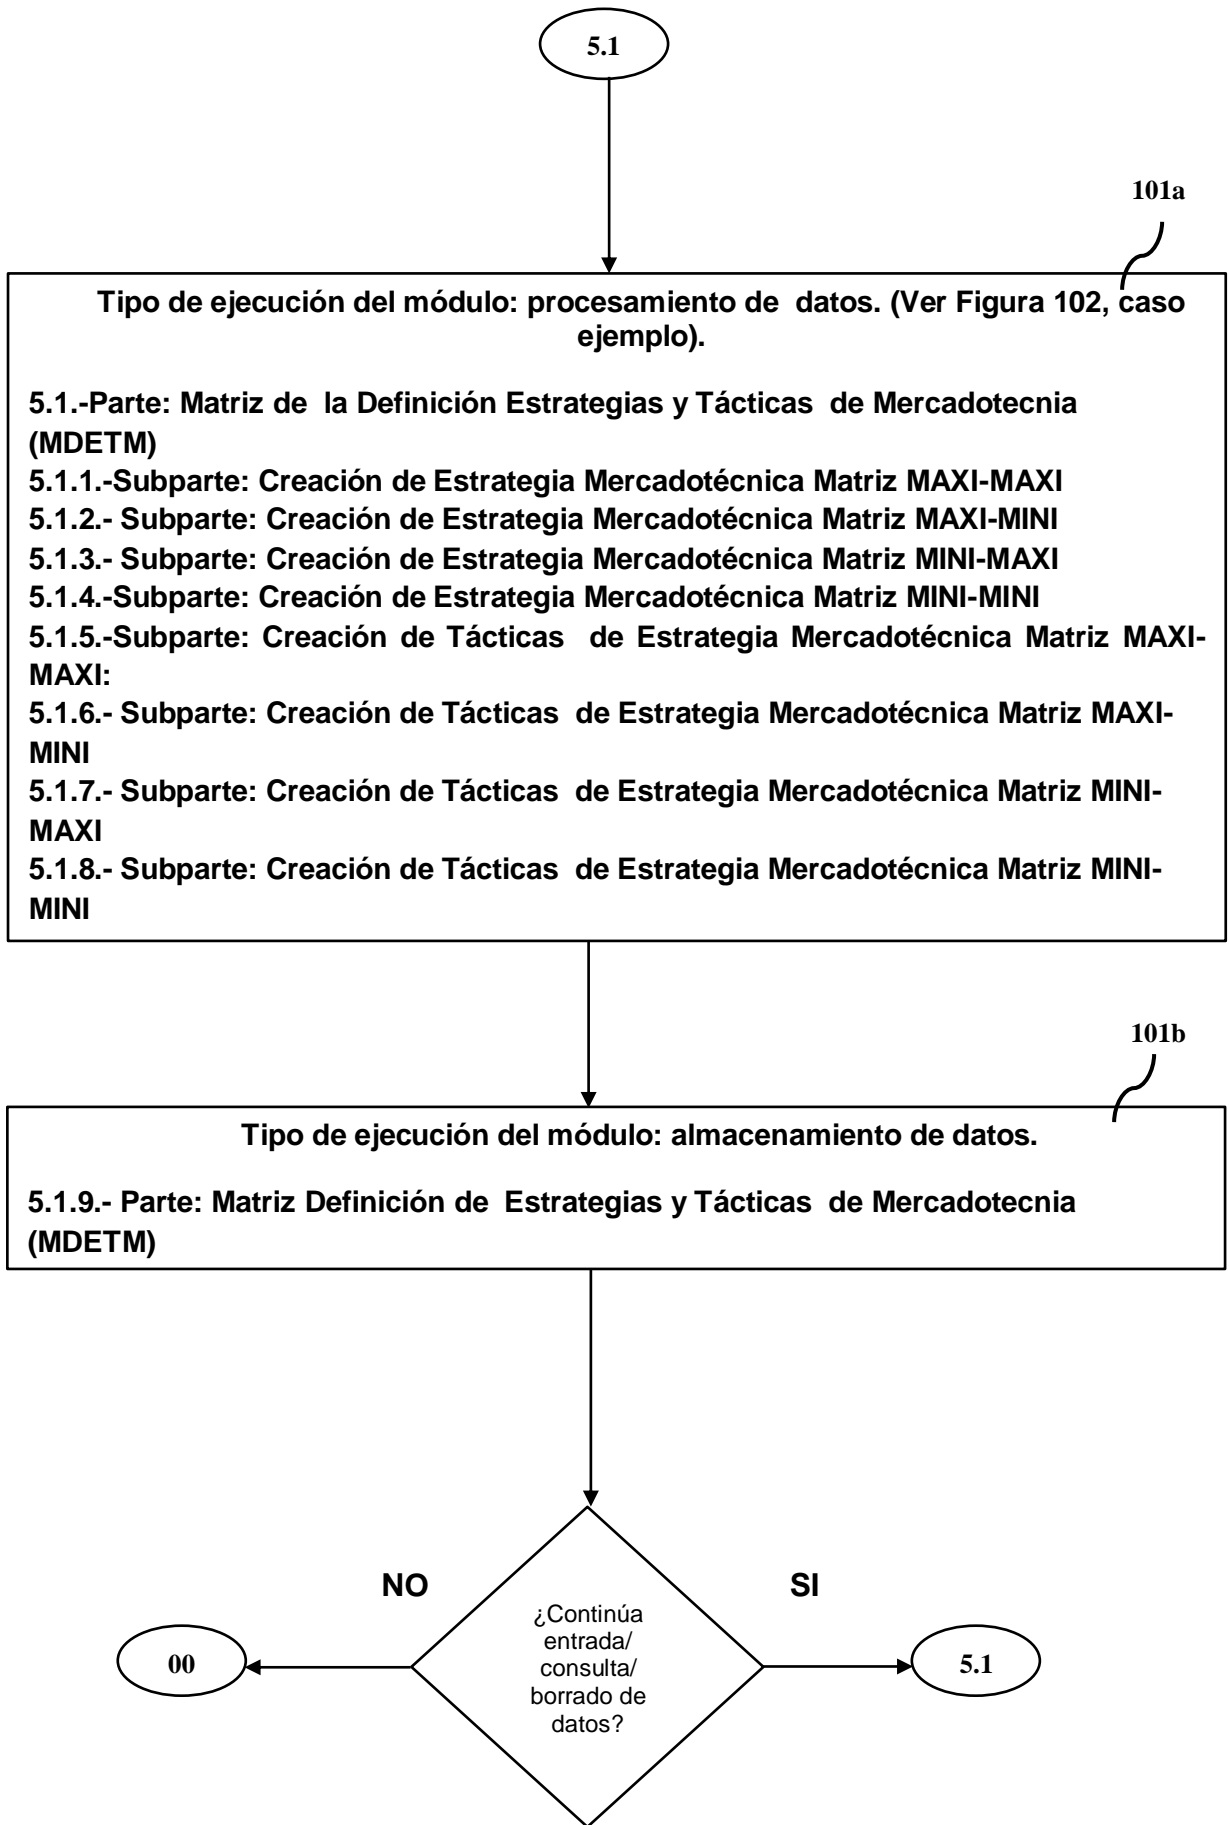 5.1
101a
Tipo de ejecución del módulo: procesamiento de datos. (Ver Figura 102, caso
ejemplo).
5.1.-Parte: Matriz de la Definición Estrategias y Tácticas de Mercadotecnia
(MDETM)
5.1.1.-Subparte: Creación de Estrategia Mercadotécnica Matriz MAXI-MAXI
5.1.2.- Subparte: Creación de Estrategia Mercadotécnica Matriz MAXI-MINI
5.1.3.- Subparte: Creación de Estrategia Mercadotécnica Matriz MINI-MAXI
5.1.4.-Subparte: Creación de Estrategia Mercadotécnica Matriz MINI-MINI
5.1.5.-Subparte: Creación de Tácticas de Estrategia Mercadotécnica Matriz MAXI-
MAXI:
5.1.6.- Subparte: Creación de Tácticas de Estrategia Mercadotécnica Matriz MAXI-
MINI
5.1.7.- Subparte: Creación de Tácticas de Estrategia Mercadotécnica Matriz MINI-
MAXI
5.1.8.- Subparte: Creación de Tácticas de Estrategia Mercadotécnica Matriz MINI-
MINI
101b
Tipo de ejecución del módulo: almacenamiento de datos.
5.1.9.- Parte: Matriz Definición de Estrategias y Tácticas de Mercadotecnia
(MDETM)
NO
SI
¿Continúa
entrada/
consulta/
borrado de
datos?
00
5.1